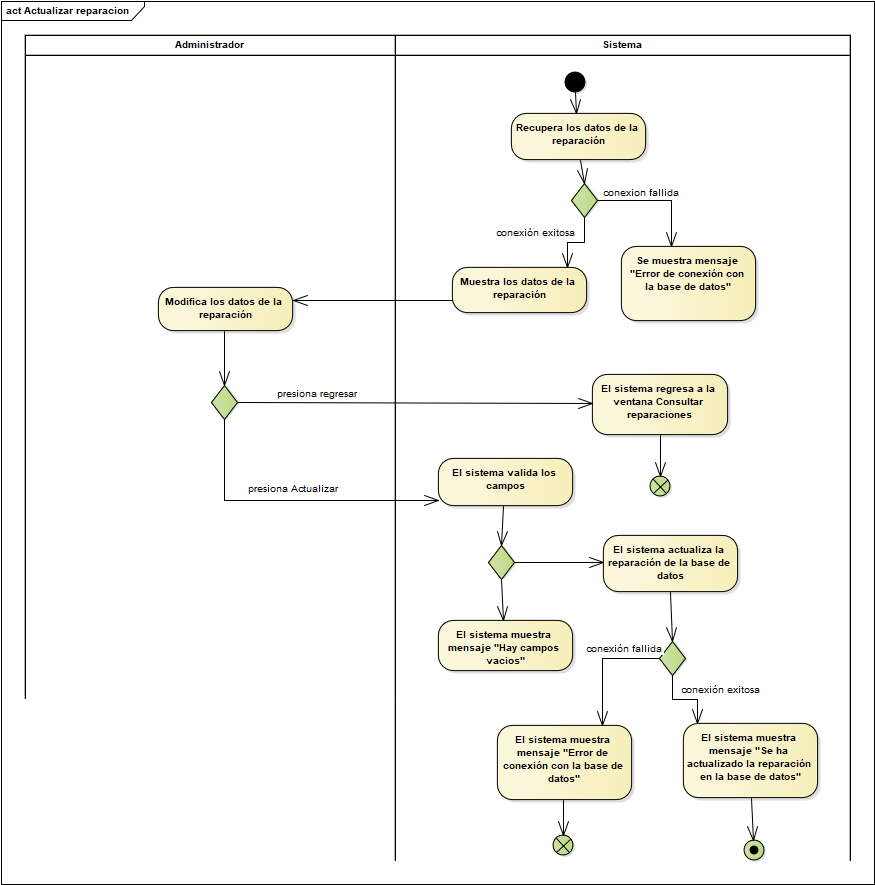 act Actualizar reparacion
Administrador
Sistema
Recupera los datos de la
reparación
conexion fallida
conexión exitosa
Se muestra mensaje
"Error de conexión con
la base de datos"
Muestra los datos de la
reparación
Modifica los datos de la
reparación
presiona regresar
El sistema regresa a la
ventana Consultar
reparaciones
presiona Actualizar
El sistema valida los
campos
El sistema actualiza la
reparación de la base de
datos
El sistema muestra
mensaje "Hay campos
vacios"
conexión fallida
conexión exitosa
El sistema muestra
mensaje "Error de
conexión con la base de
datos"
El sistema muestra
mensaje "Se ha
actualizado la reparación
en la base de datos"